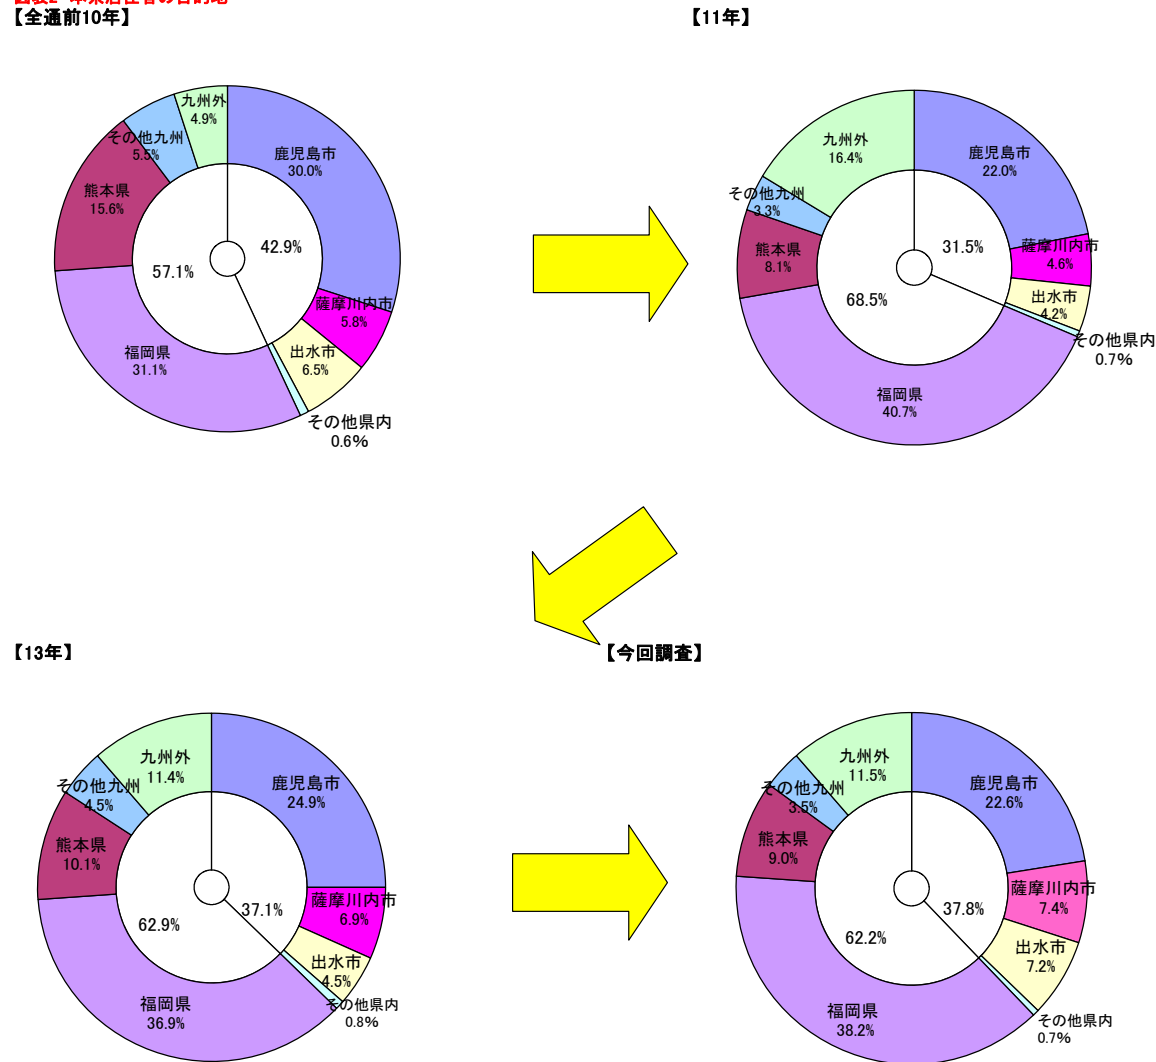 【全通前10年】
【11年】
九州外
4.9%
その他九州
5.5%
熊本県
15.6%
鹿児島市
30.0%
42.9%
57.1%
薩摩川内市
5.8%
出水市
6.5%
福岡県
31.1%
その他県内
0.6%
九州外
16.4%
その他九州
3.3%
熊本県
8.1%
鹿児島市
22.0%
31.5%
68.5%
薩摩川内市
4.6%
出水市
4.2%
その他県内
0.7%
福岡県
40.7%
【13年】
【今回調査】
九州外
11.4%
その他九州
4.5%
熊本県
10.1%
鹿児島市
24.9%
37.1%
62.9%
薩摩川内市
6.9%
出水市
4.5%
その他県内
0.8%
福岡県
36.9%
九州外
11.5%
その他九州
3.5%
熊本県
9.0%
鹿児島市
22.6%
37.8%
62.2%
薩摩川内市
7.4%
出水市
7.2%
その他県内
0.7%
福岡県
38.2%